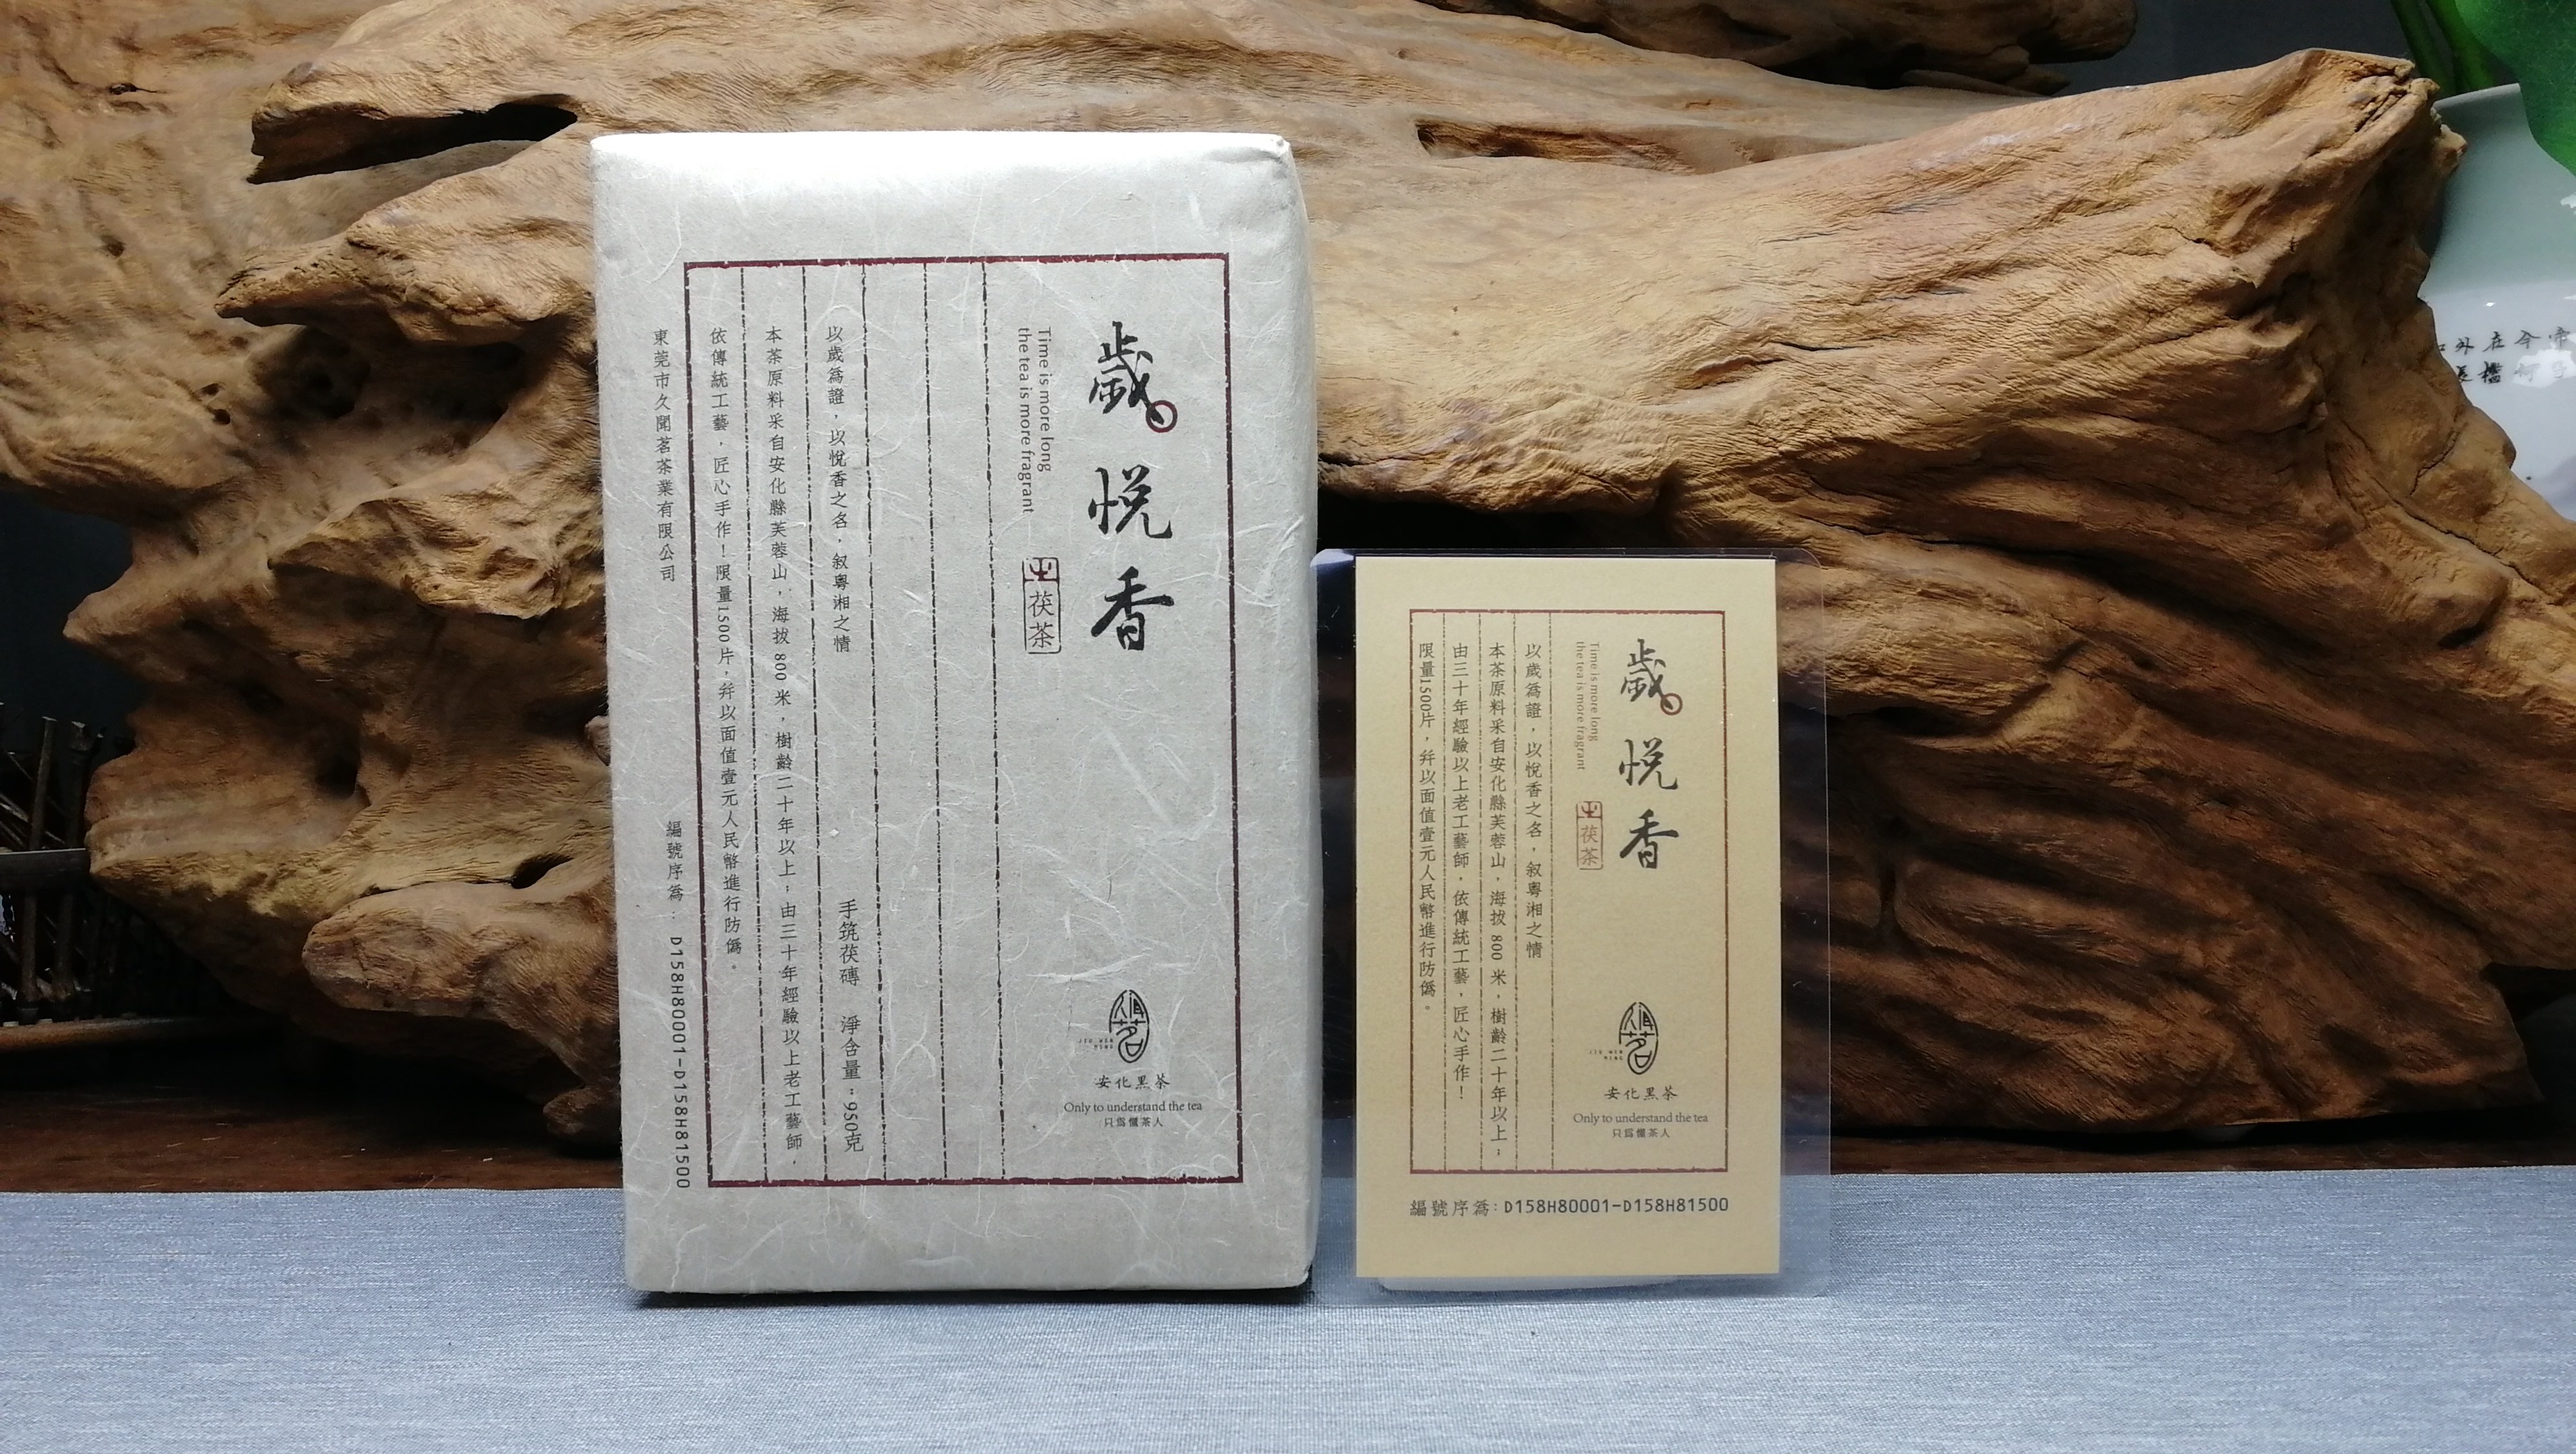 歲悅香
Time is more long
the tea is more fragrant
茯茶
JIU WEN
MING
安化黑茶
Only to understand the tea
只爲懂茶人
以歲爲證，以悅香之名，叙粵湘之情
手筑茯磚 淨含量：950克
本茶原料采自安化縣芙蓉山，海拔 800 米，樹齡二十年以上；由三十年經驗以上老工藝師，
依傳統工藝，匠心手作！限量1500片，幷以面值壹元人民幣進行防僞。
東莞市久聞茗茶業有限公司
編號序爲：D158H80001-D158H81500
歲悅香
Time is more long
the tea is more fragrant
茯茶
JIU WEN
MING
安化黑茶
Only to understand the tea
只爲懂茶人
以歲爲證，以悅香之名，叙粵湘之情
本茶原料采自安化縣芙蓉山，海拔 800 米，樹齡二十年以上；
由三十年經驗以上老工藝師，依傳統工藝，匠心手作！
限量1500片，幷以面值壹元人民幣進行防僞。
編號序爲：D158H80001-D158H81500